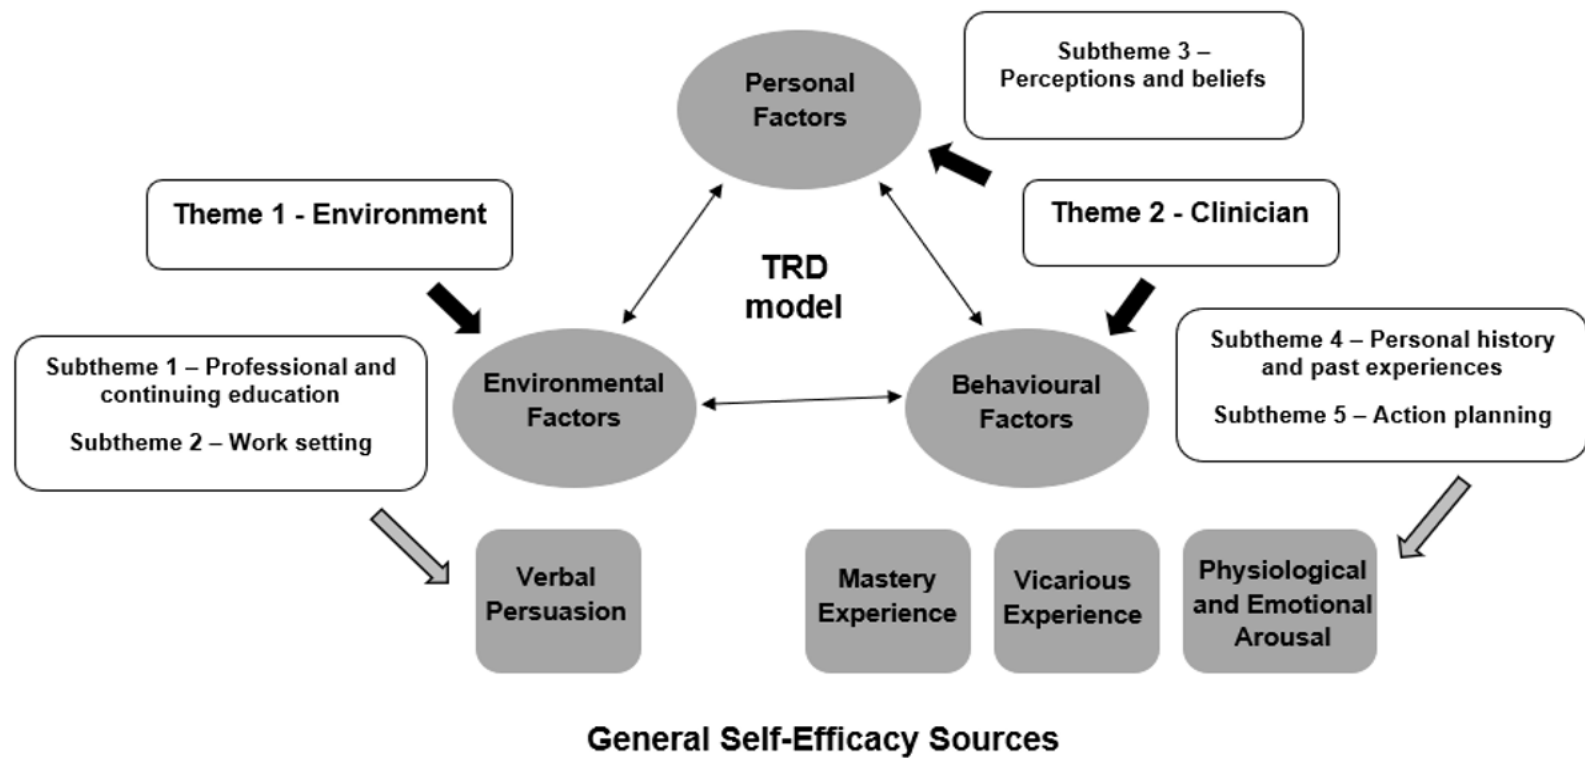 Personal
Factors
Subtheme 3 –
Perceptions and beliefs
Theme 1 - Environment
Theme 2 - Clinician
TRD
model
Subtheme 1 – Professional and
continuing education
Subtheme 2 – Work setting
Environmental
Factors
Behavioural
Factors
Subtheme 4 – Personal history
and past experiences
Subtheme 5 – Action planning
Verbal
Persuasion
Mastery
Experience
Vicarious
Experience
Physiological
and Emotional
Arousal
General Self-Efficacy Sources